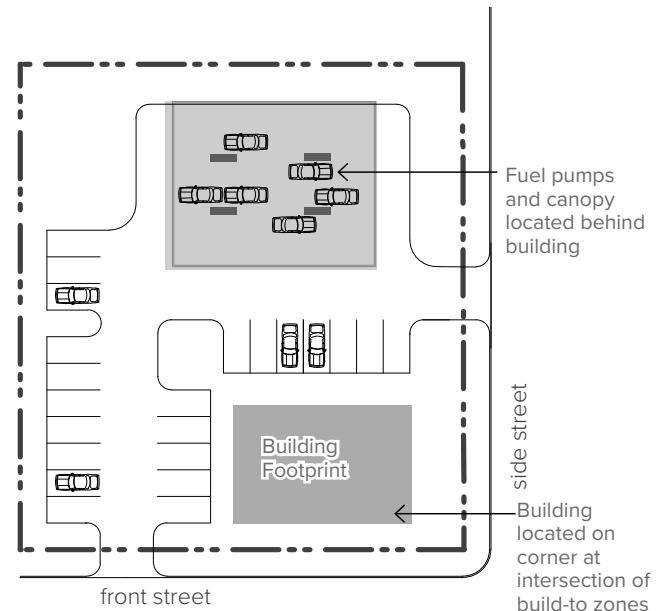 Fuel pumps
and canopy
located behind
building
Building
Footprint
side street
Building
located on
corner at
intersection of
build-to zones
front street